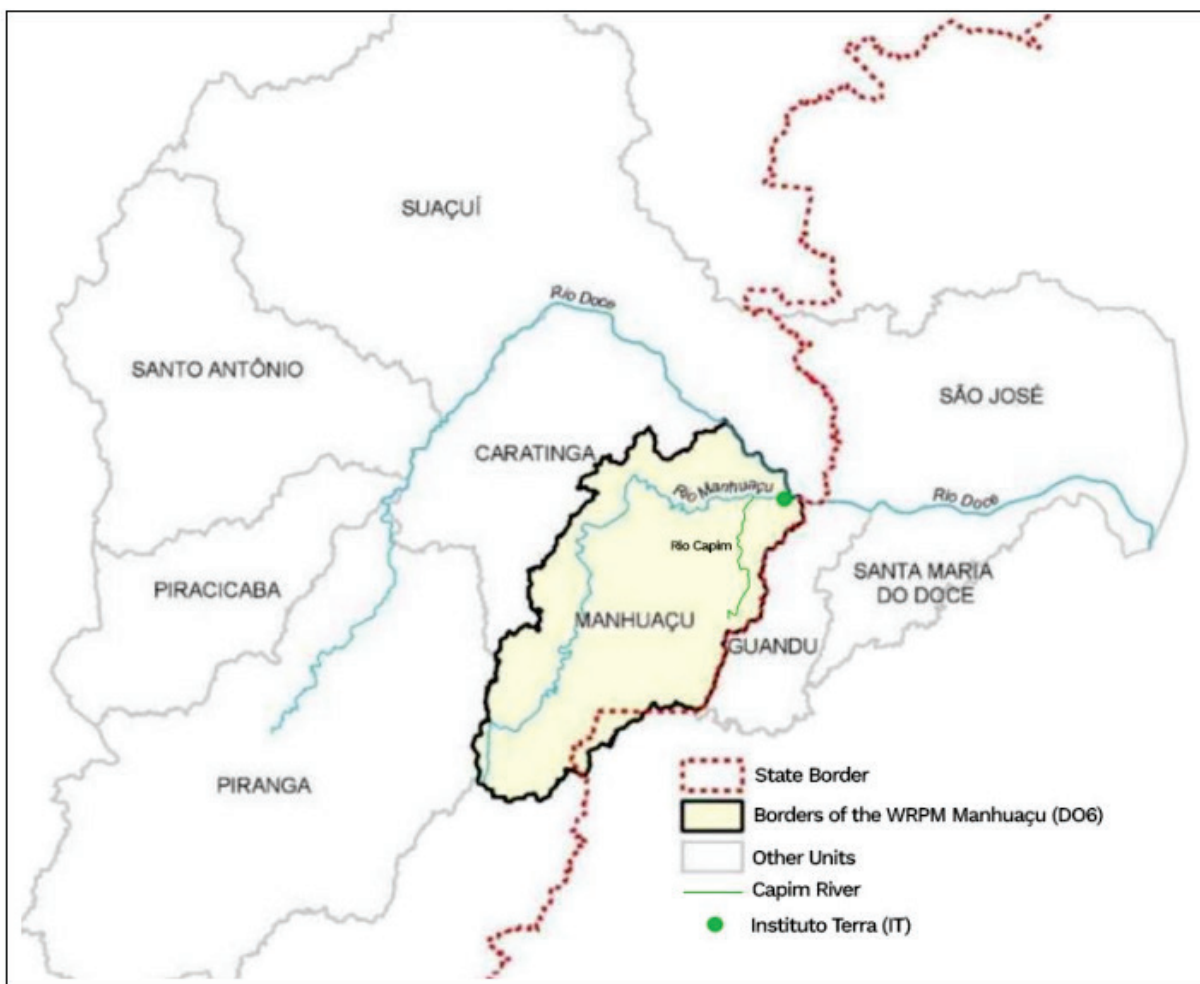 SUAÇUÍ
Rio Doce
SANTO ANTÔNIO
SÃO JOSÉ
CARATINGA
Rio Manhuaçu
Rio Doce
Rio Capim
SANTA MARIA
DO DOCE
PIRACICABA
MANHUAÇU
GUANDU
PIRANGA
State Border
Borders of the WRPM Manhuaçu (DO6)
Other Units
Capim River
Instituto Terra (IT)